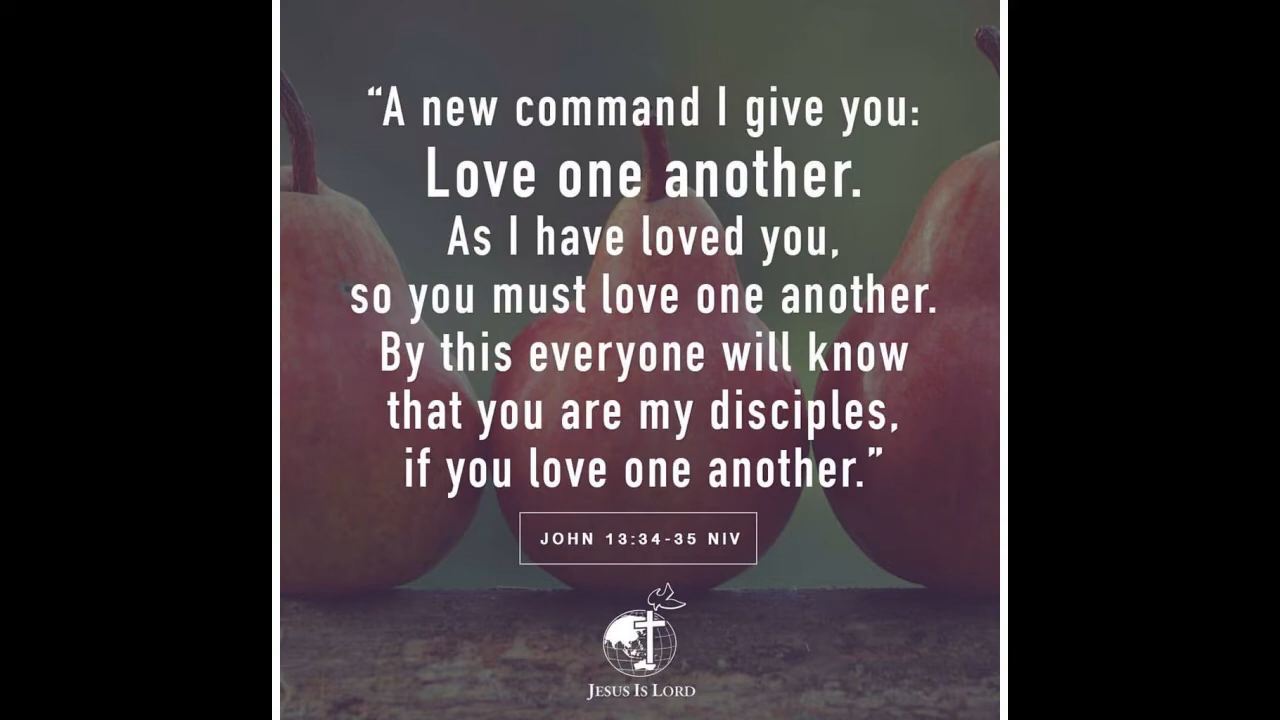 “A new command I give you:
Love one another.
As I have loved you,
so you must love one another.
By this everyone will know
that you are my disciples,
if you love one another.”
JOHN 13:34-35 NIV
JESUS IS LORD